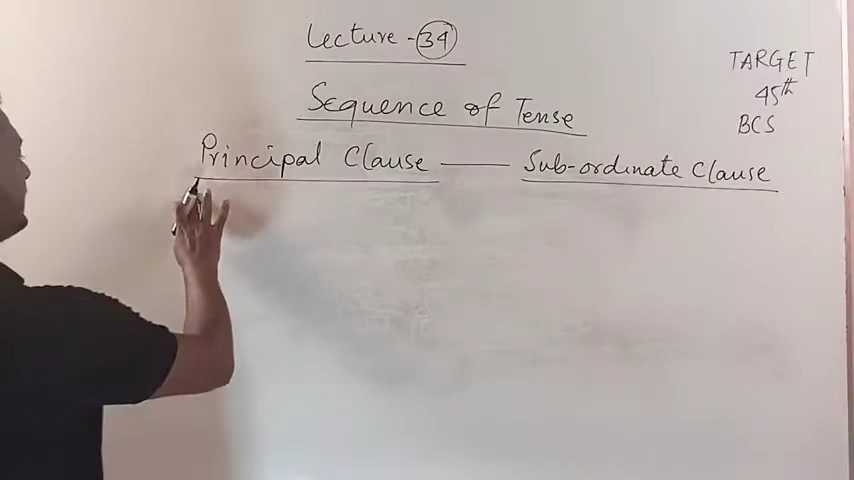 Lecture - 34
Sequence of Tense
TARGET
45th
BCS
Principal Clause — Sub-ordinate Clause